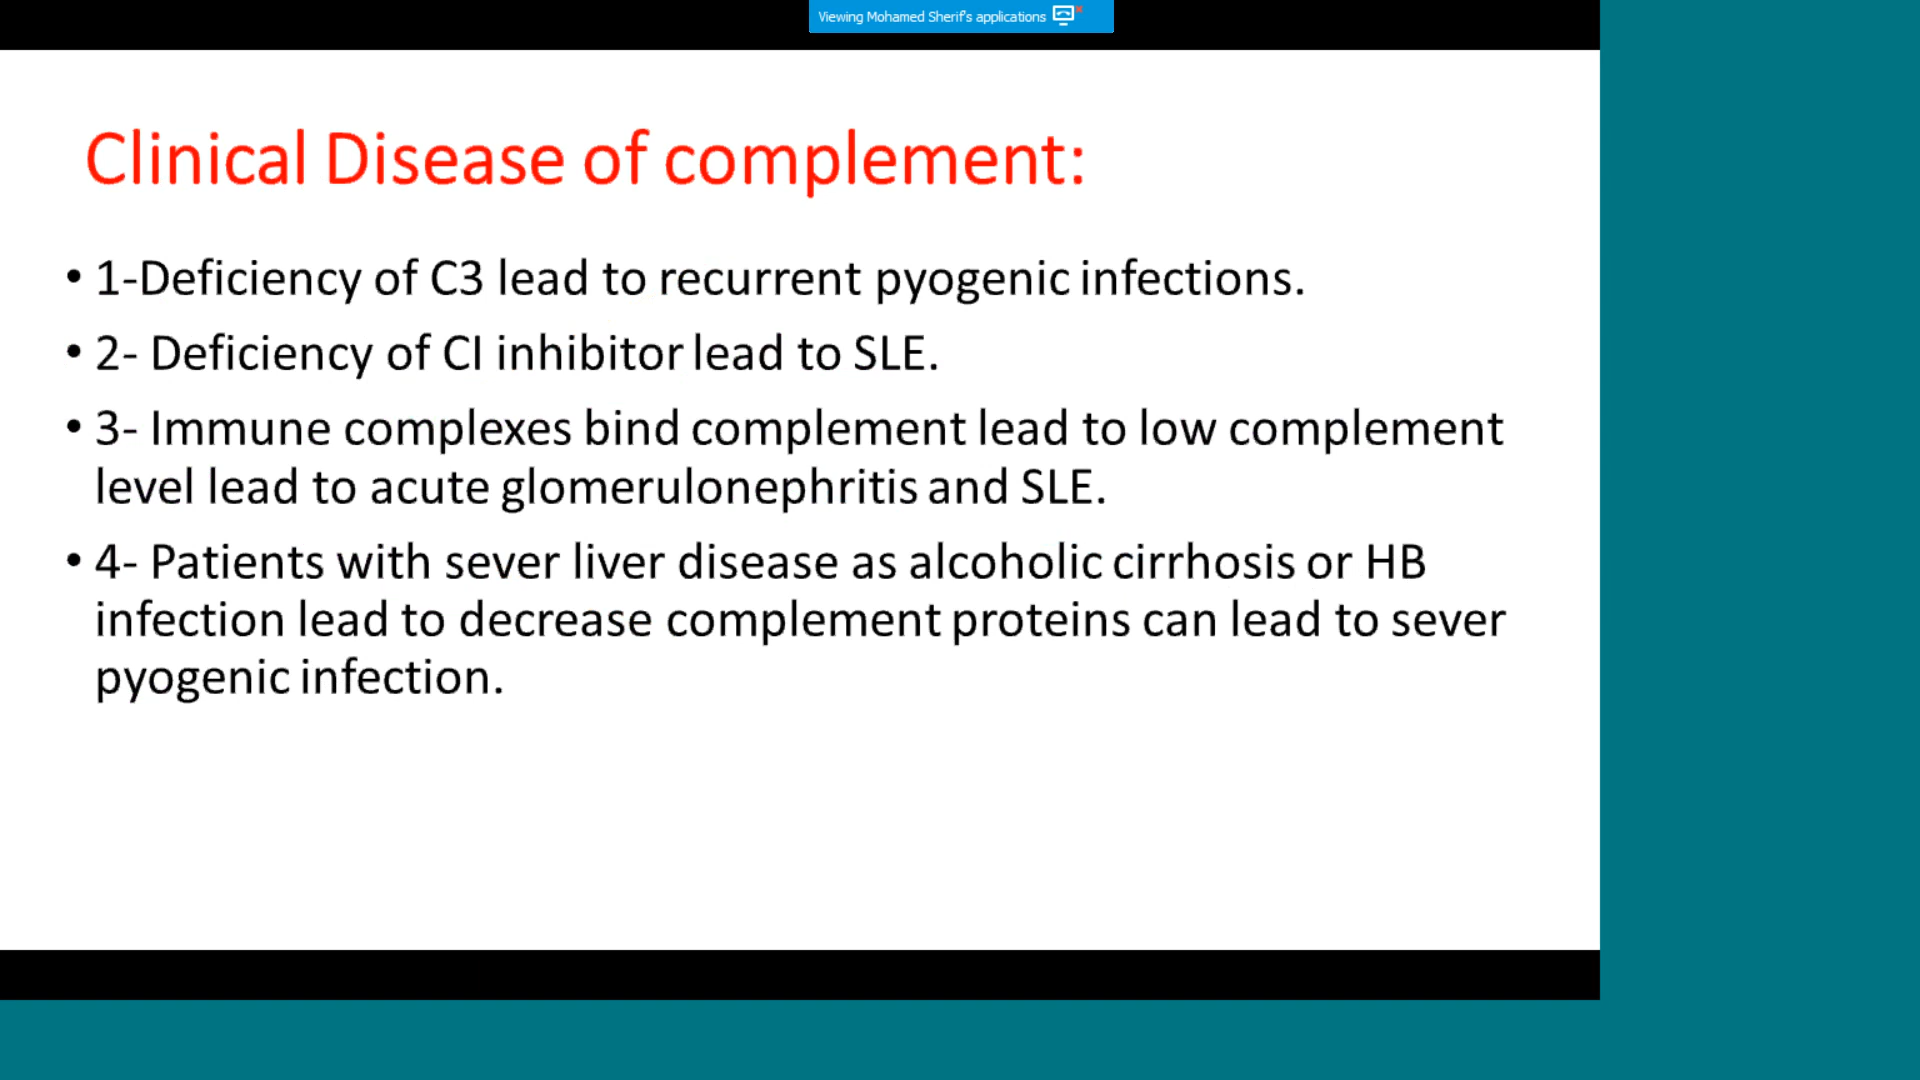 Viewing Mohamed Sherif's applications
Clinical Disease of complement:
• 1-Deficiency of C3 lead to recurrent pyogenic infections.
• 2- Deficiency of CI inhibitor lead to SLE.
• 3- Immune complexes bind complement lead to low complement
level lead to acute glomerulonephritis and SLE.
• 4- Patients with sever liver disease as alcoholic cirrhosis or HB
infection lead to decrease complement proteins can lead to sever
pyogenic infection.